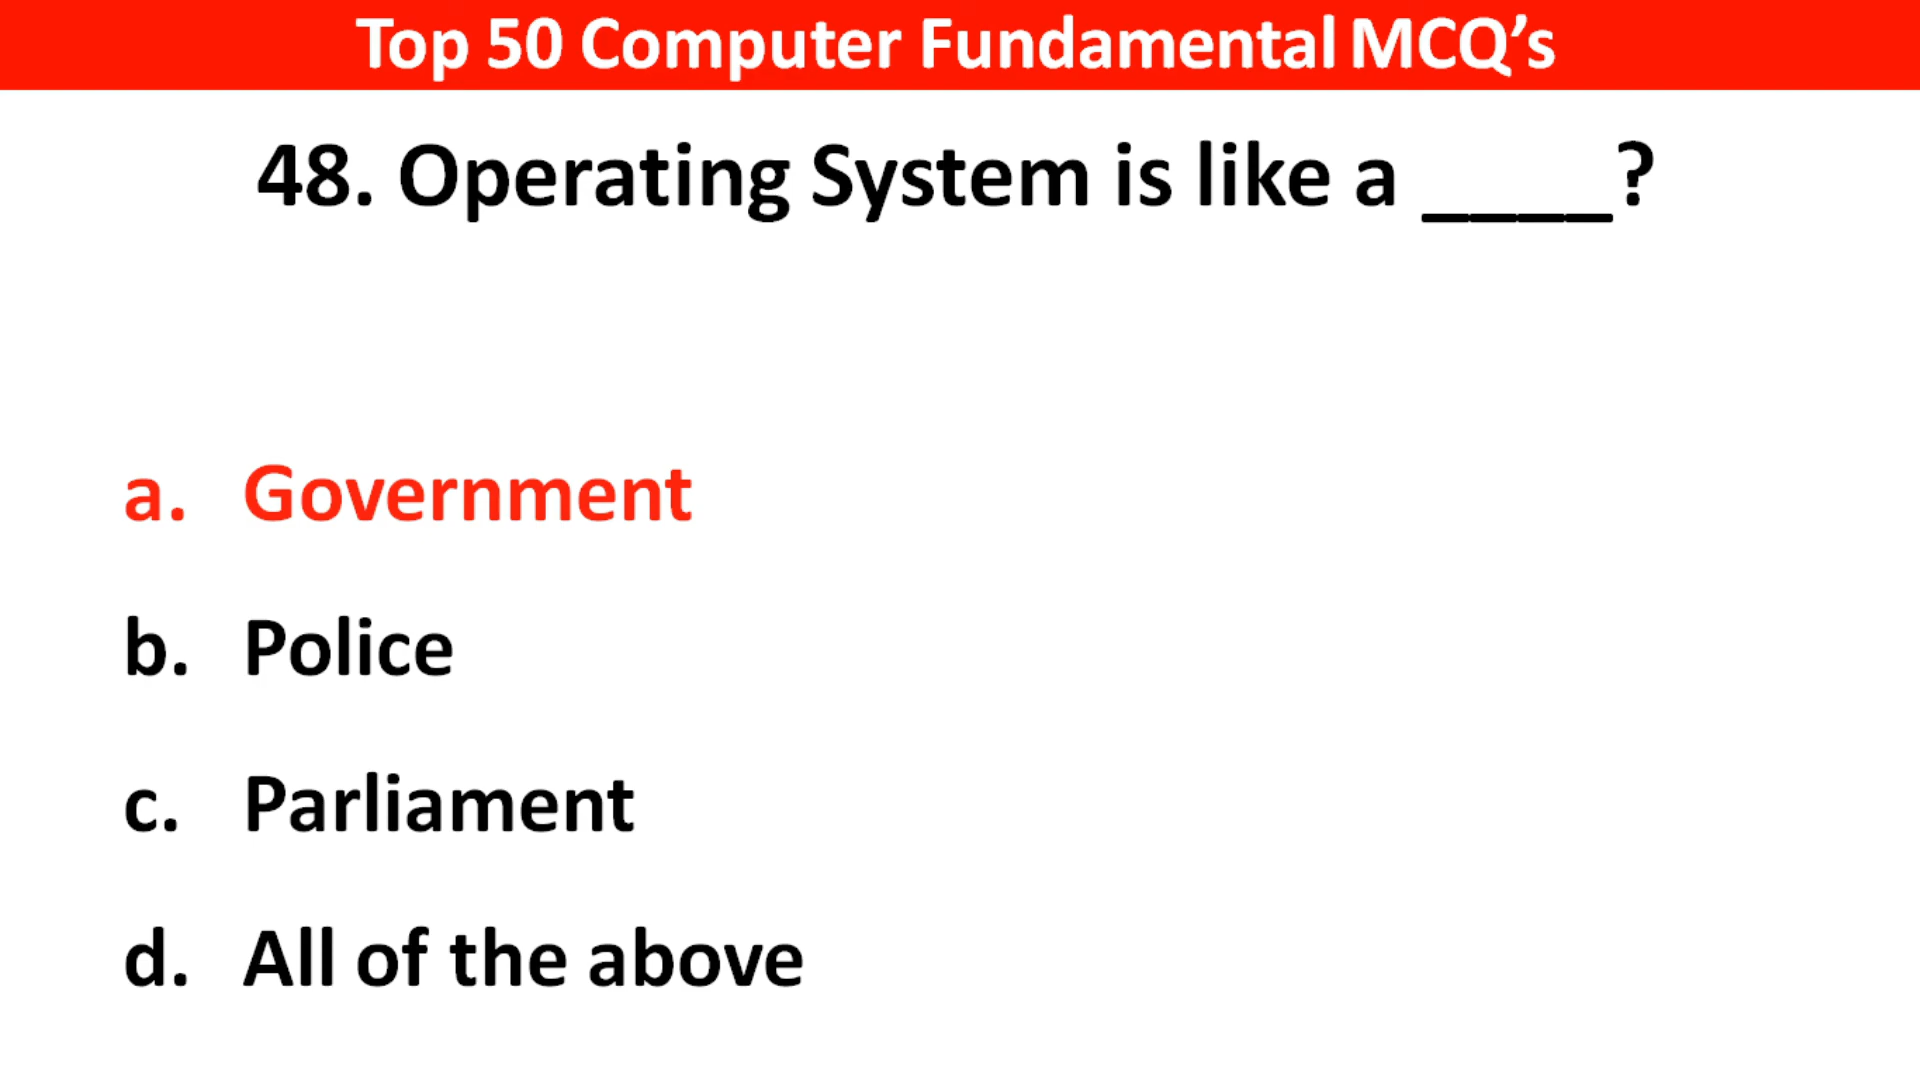 Top 50 Computer Fundamental MCQ’s
48. Operating System is like a ____?
a. Government
b. Police
c. Parliament
d. All of the above